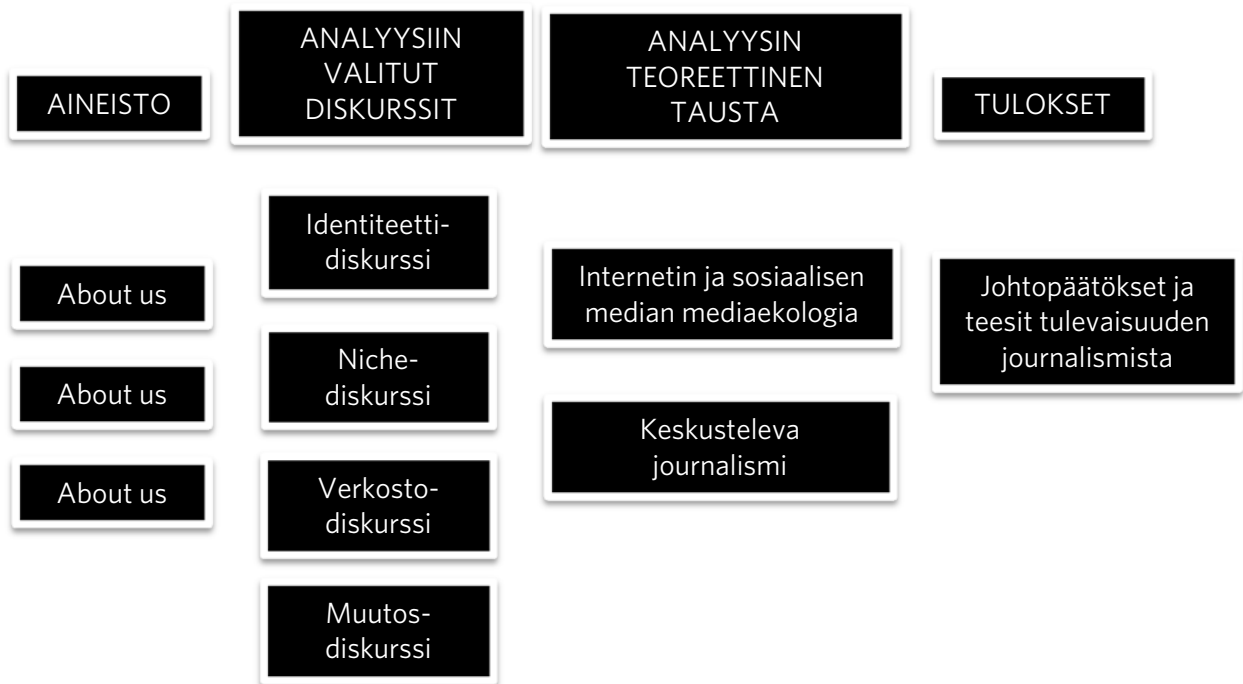 AINEISTO
ANALYYSIIN
VALITUT
DISKURSSIT
ANALYYSIN
TEOREETTINEN
TAUSTA
TULOKSET
About us
About us
About us
Identiteetti-
diskurssi
Niche-
diskurssi
Verkosto-
diskurssi
Muutos-
diskurssi
Internetin ja sosiaalisen
median mediaekologia
Keskusteleva
journalismi
Johtopäätökset ja
teesit tulevaisuuden
journalismista